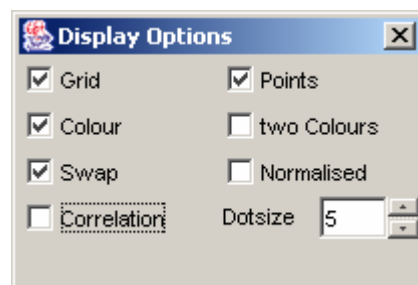 Display Options
Grid Points
Colour two Colours
Swap Normalised
Correlation Dotsize 5